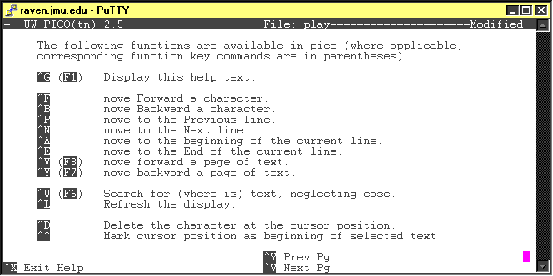 raven.jmu.edu - PuTTY
UW PICO(tn) 2.5 File: play Modified
The following functions are available in pico (where applicable,
corresponding function key commands are in parentheses)
^G (F1) Display this help text.
^F move Forward a character.
^B move Backward a character.
^P move to the Previous line.
^N move to the Next line.
^A move to the beginning of the current line.
^E move to the End of the current line.
^V (F8) move forward a page of text.
^Y (F7) move backward a page of text.
^W (F6) Search for (where is) text, neglecting case.
^L Refresh the display.
^D Delete the character at the cursor position.
^^ Mark cursor position as beginning of selected text
^X Exit Help ^Y Prev Pg
^V Next Pg